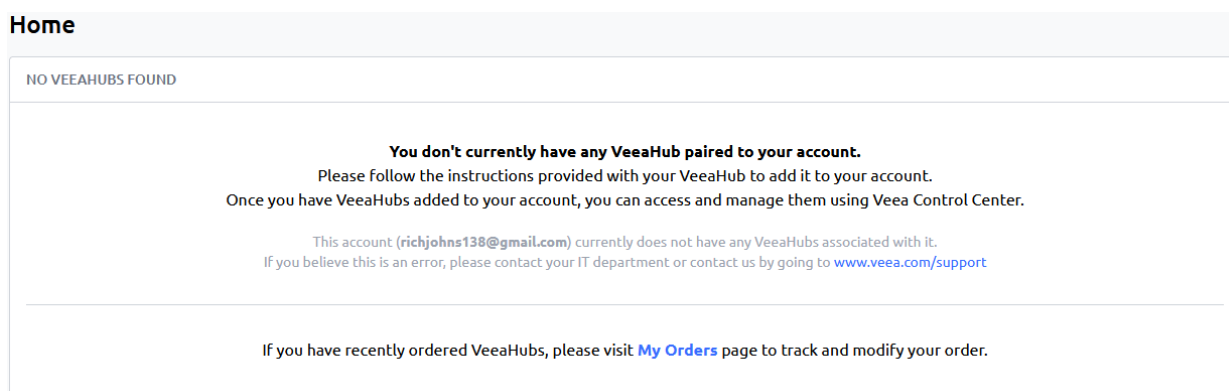 Home
NO VEEAHUBS FOUND
You don't currently have any VeeaHub paired to your account.
Please follow the instructions provided with your VeeaHub to add it to your account.
Once you have VeeaHubs added to your account, you can access and manage them using Veea Control Center.
This account (richjohns138@gmail.com) currently does not have any VeeaHubs associated with it.
If you believe this is an error, please contact your IT department or contact us by going to www.veea.com/support
If you have recently ordered VeeaHubs, please visit My Orders page to track and modify your order.